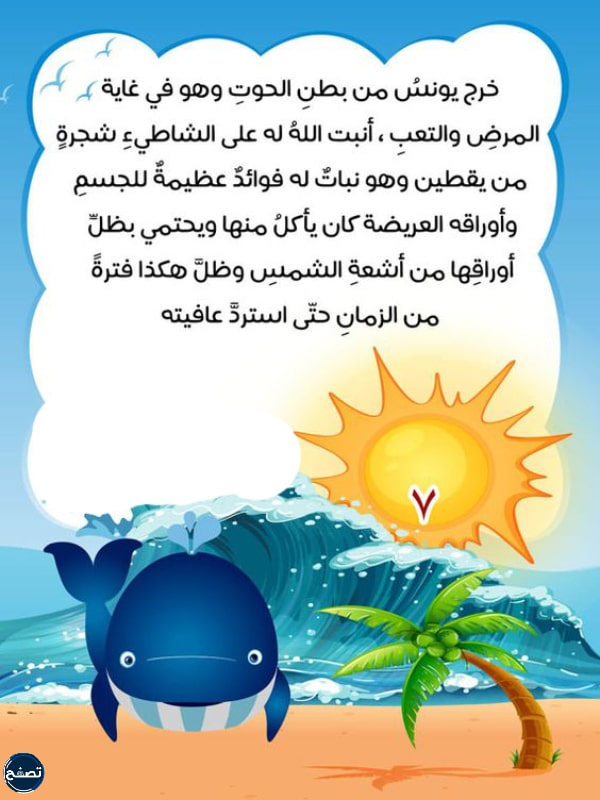 خرج يونسُ من بطنِ الحوتِ وهو في غاية
المرضِ والتعبِ ، أنبت اللهُ له على الشاطيءِ شجرةٍ
من يقطين وهو نباتٌ له فوائدٌ عظيمةٌ للجسمِ
وأوراقه العريضة كان يأكلُ منها ويحتمي بظلِّ
أوراقِها من أشعةِ الشمسِ وظلَّ هكذا فترةً
من الزمانِ حتّى استردَّ عافيته
٧
تصفح